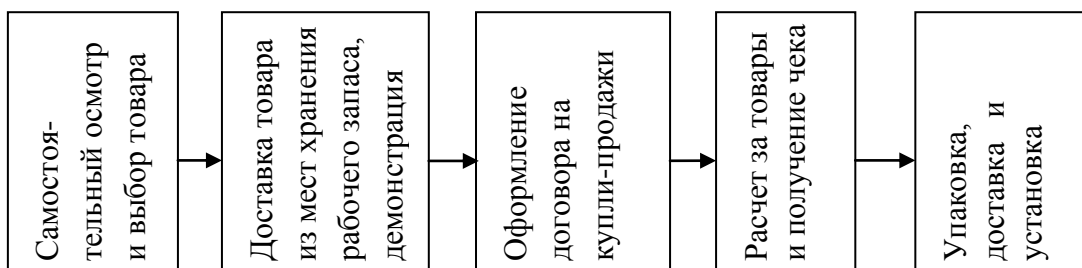 Самостоя-
тельный осмотр
и выбор товара
Доставка товара
из мест хранения
рабочего запаса,
демонстрация
Оформление
договора на
купли-продажи
Расчет за товары
и получение чека
Упаковка,
доставка и
установка